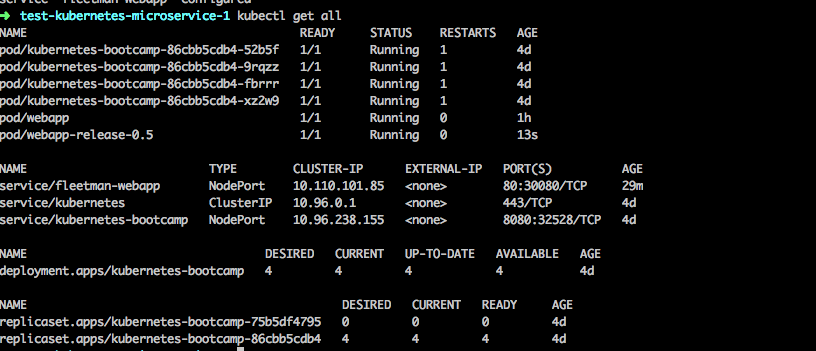 service "fleetman-webapp" configured
➜ test-kubernetes-microservice-1 kubectl get all
NAME READY STATUS RESTARTS AGE
pod/kubernetes-bootcamp-86cbb5cdb4-52b5f 1/1 Running 1 4d
pod/kubernetes-bootcamp-86cbb5cdb4-9rqzz 1/1 Running 1 4d
pod/kubernetes-bootcamp-86cbb5cdb4-fbrrr 1/1 Running 1 4d
pod/kubernetes-bootcamp-86cbb5cdb4-xz2w9 1/1 Running 1 4d
pod/webapp 1/1 Running 0 1h
pod/webapp-release-0.5 1/1 Running 0 13s
NAME TYPE CLUSTER-IP EXTERNAL-IP PORT(S) AGE
service/fleetman-webapp NodePort 10.110.101.85 <none> 80:30080/TCP 29m
service/kubernetes ClusterIP 10.96.0.1 <none> 443/TCP 4d
service/kubernetes-bootcamp NodePort 10.96.238.155 <none> 8080:32528/TCP 4d
NAME DESIRED CURRENT UP-TO-DATE AVAILABLE AGE
deployment.apps/kubernetes-bootcamp 4 4 4 4 4d
NAME DESIRED CURRENT READY AGE
replicaset.apps/kubernetes-bootcamp-75b5df4795 0 0 0 4d
replicaset.apps/kubernetes-bootcamp-86cbb5cdb4 4 4 4 4d